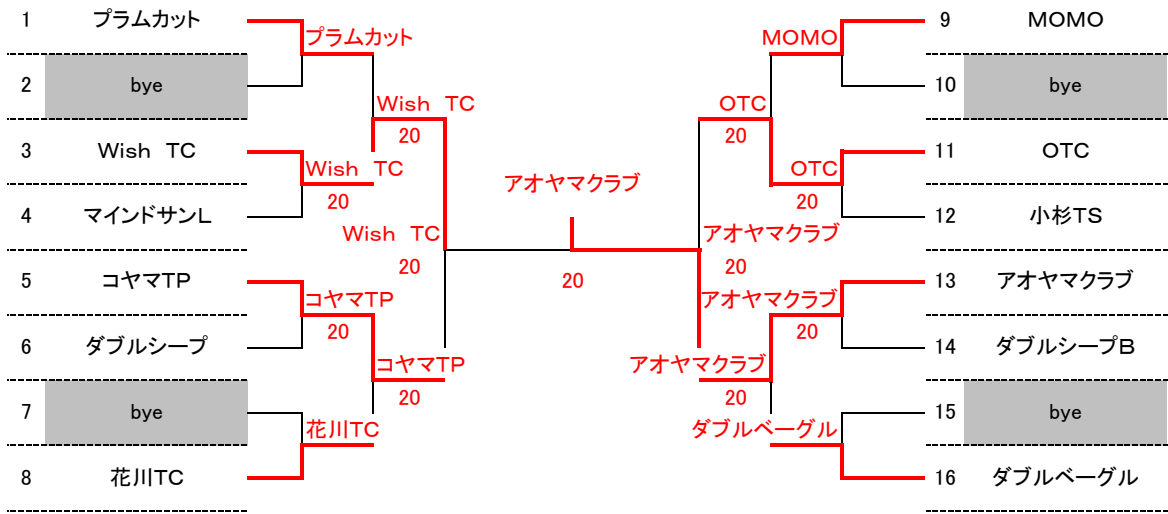 1 プラムカット
プラムカット
2 bye
Wish TC
20
3 Wish TC
Wish TC
20
4 マインドサンL
Wish TC
20
5 コヤマTP
コヤマTP
20
6 ダブルシープ
コヤマTP
20
7 bye
花川TC
8 花川TC
アオヤマクラブ
20
MOMO
9 MOMO
10 bye
OTC
20
11 OTC
OTC
20
12 小杉TS
アオヤマクラブ
20
13 アオヤマクラブ
アオヤマクラブ
20
14 ダブルシープB
アオヤマクラブ
20
15 bye
ダブルベーグル
16 ダブルベーグル